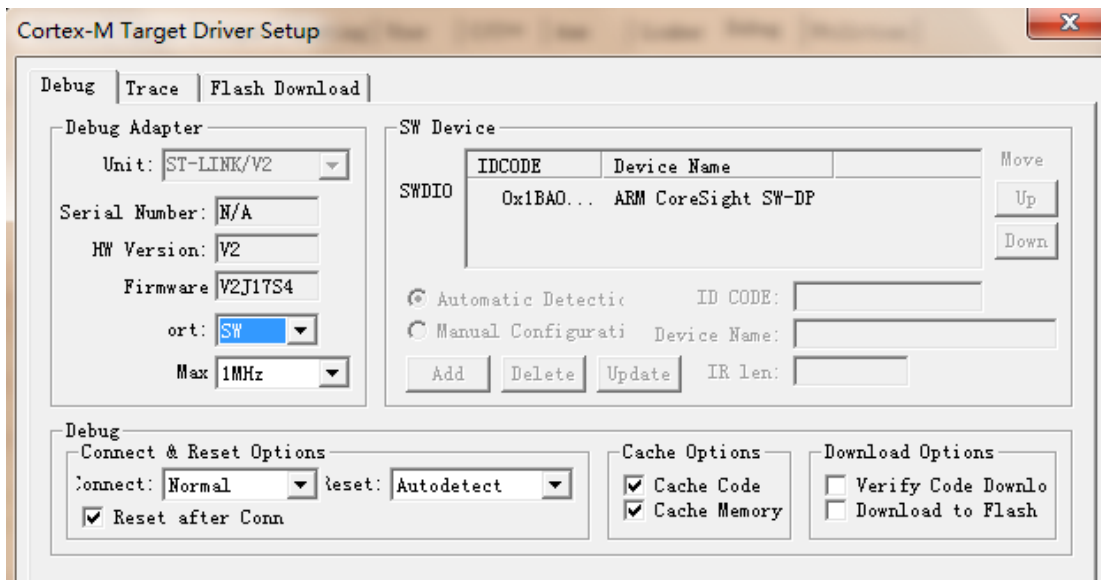 Cortex-M Target Driver Setup
Debug
Trace
Flash Download
Debug Adapter
Unit: ST-LINK/V2
Serial Number: N/A
HW Version: V2
Firmware V2J17S4
ort: SW
Max 1MHz
SW Device
IDCODE Device Name
SWDIO 0x1BA0... ARM CoreSight SW-DP
Move
Up
Down
Automatic Detectic ID CODE:
Manual Configurati Device Name:
Add Delete Update IR len:
Debug
Connect & Reset Options
Connect: Normal Reset: Autodetect
Reset after Conn
Cache Options
Cache Code
Cache Memory
Download Options
Verify Code Downlo
Download to Flash